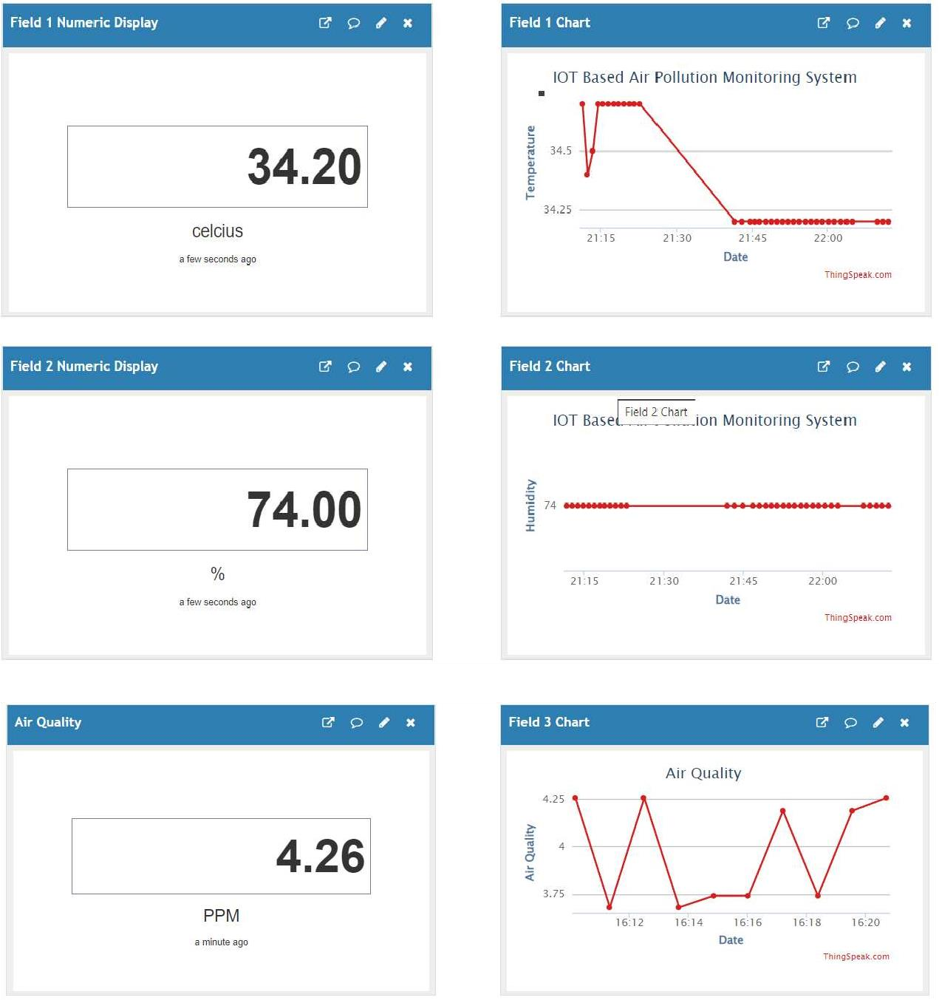 Field 1 Numeric Display
34.20
celcius
a few seconds ago
Field 1 Chart
IOT Based Air Pollution Monitoring System
Temperature
34.5
34.25
21:15 21:30 21:45 22:00
Date
ThingSpeak.com
Field 2 Numeric Display
74.00
%
a few seconds ago
Field 2 Chart
Field 2 Chart
IOT Based Monitoring System
Humidity
74
21:15 21:30 21:45 22:00
Date
ThingSpeak.com
Air Quality
4.26
PPM
a minute ago
Field 3 Chart
Air Quality
Air Quality
4.25
4
3.75
16:12 16:14 16:16 16:18 16:20
Date
ThingSpeak.com